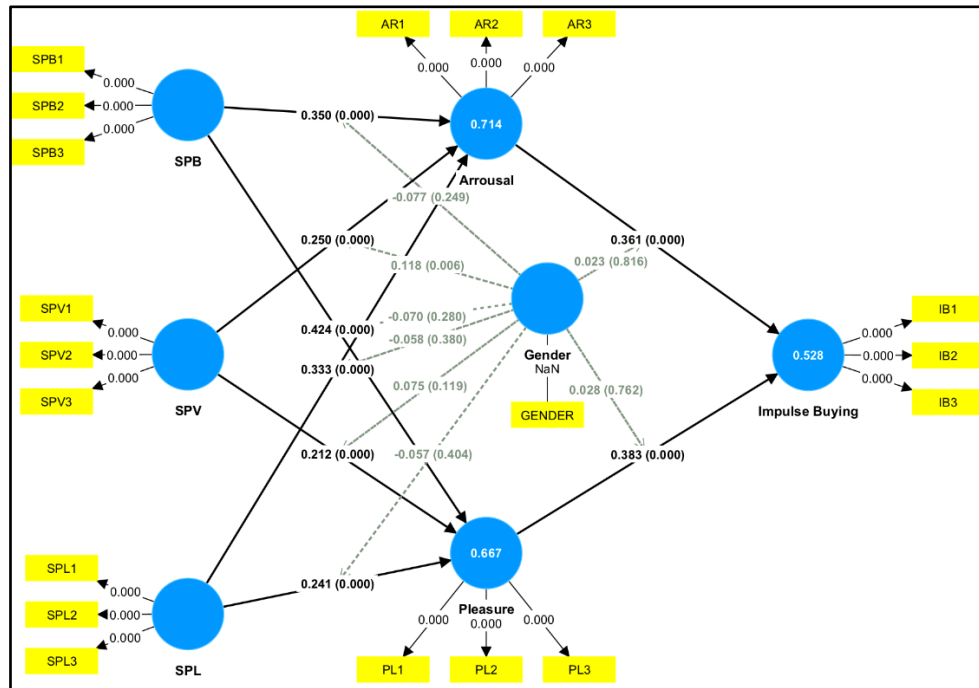 AR1
AR2
AR3
SPB1
SPB2
SPB3
0.000
0.000
0.000
SPB
0.000
0.000
0.000
0.714
Arrousal
0.350 (0.000)
-0.077 (0.249)
0.250 (0.000)
0.118 (0.006)
0.361 (0.000)
0.023 (0.816)
SPV1
SPV2
SPV3
0.000
0.000
0.000
SPV
0.424 (0.000)
-0.070 (0.280)
-0.058 (0.380)
0.333 (0.000)
Gender
NaN
GENDER
0.075 (0.119)
0.028 (0.762)
0.528
Impulse Buying
0.000
0.000
0.000
IB1
IB2
IB3
0.212 (0.000)
-0.057 (0.404)
0.383 (0.000)
SPL1
SPL2
SPL3
0.000
0.000
0.000
SPL
0.241 (0.000)
0.667
Pleasure
0.000
0.000
0.000
PL1
PL2
PL3